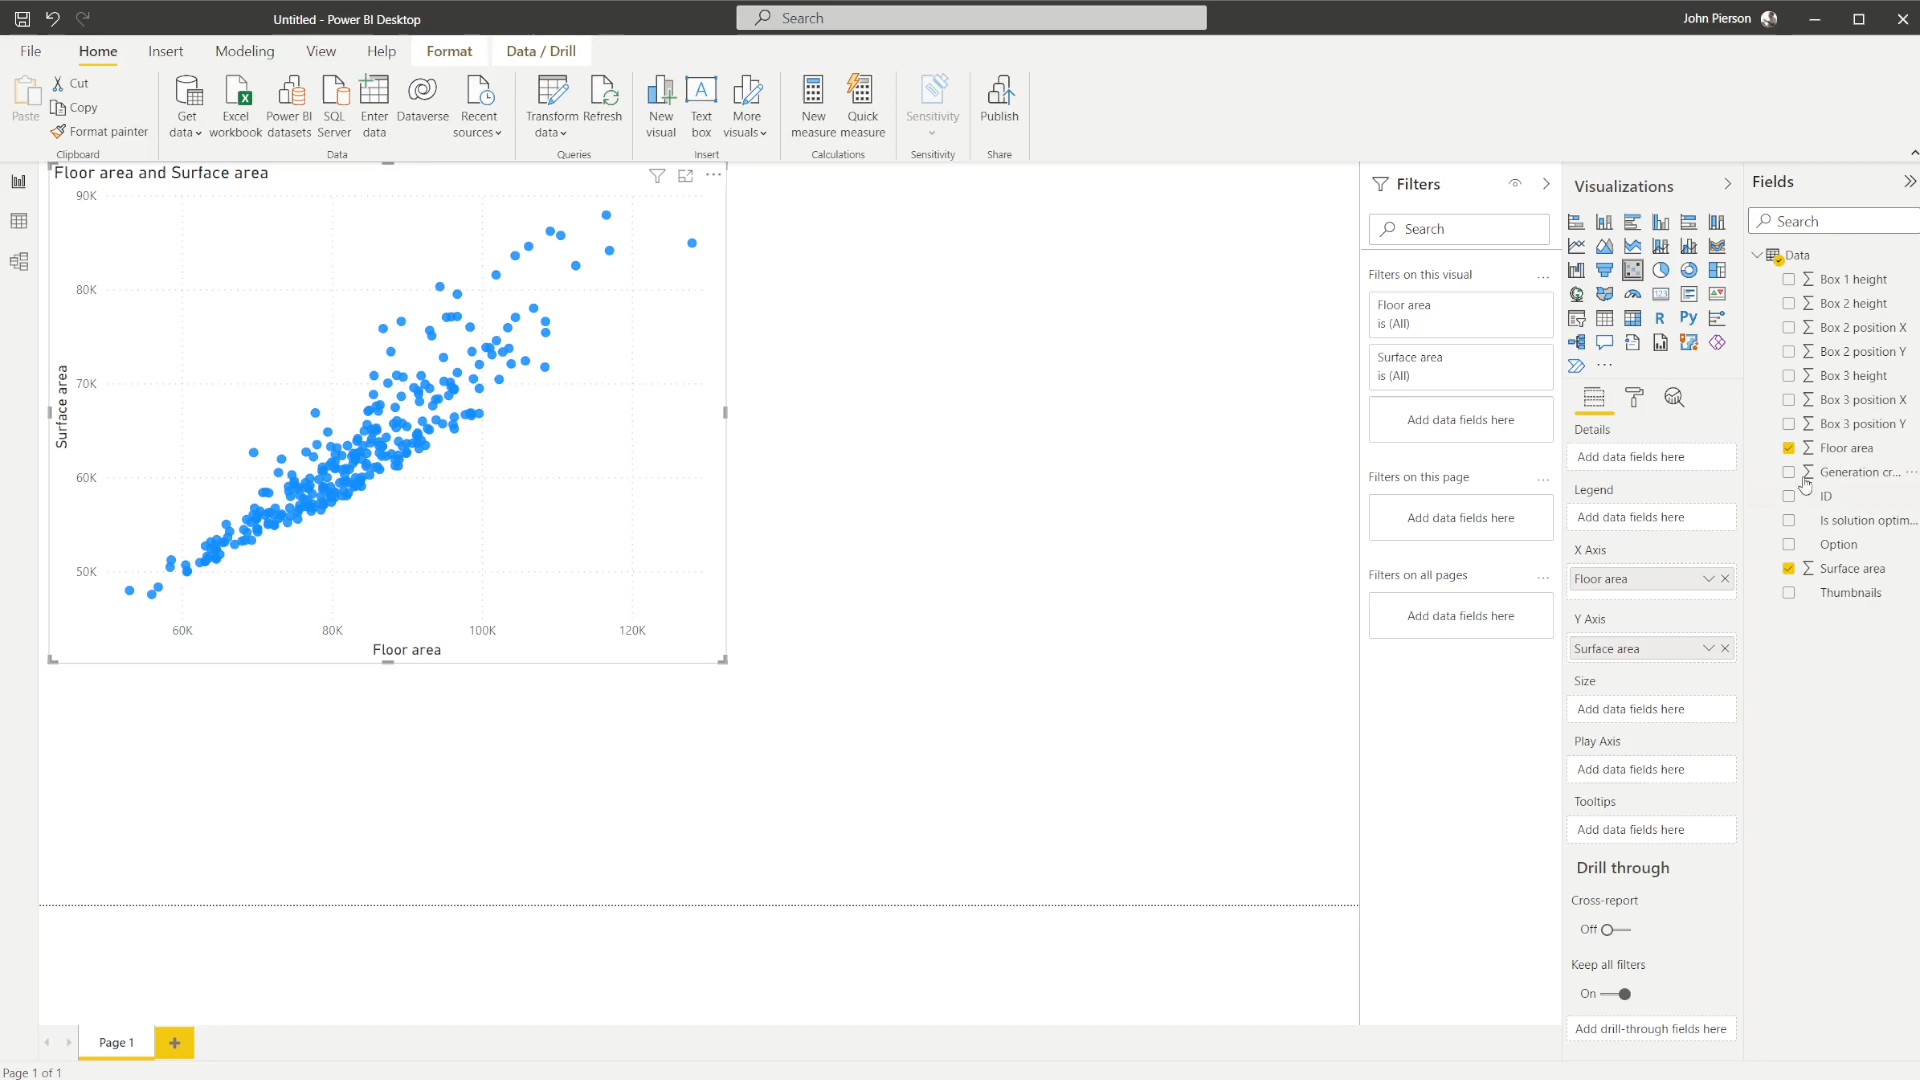 Untitled - Power BI Desktop
Search
John Pierson
File
Home
Insert
Modeling
View
Help
Format
Data / Drill
Paste
Cut
Copy
Format painter
Clipboard
Get data
Excel workbook
Power BI datasets
SQL Server
Enter data
Dataverse
Recent sources
Data
Transform data
Refresh
Queries
New visual
A
Text box
More visuals
Insert
New measure
Quick measure
Calculations
Sensitivity
Sensitivity
Publish
Share
Floor area and Surface area
90K
80K
70K
60K
50K
Surface area
60K
80K
100K
120K
Floor area
Filters
Search
Filters on this visual
Floor area
is (All)
Surface area
is (All)
Add data fields here
Filters on this page
Add data fields here
Filters on all pages
Add data fields here
Visualizations
123
R
Py
Details
Add data fields here
Legend
Add data fields here
X Axis
Floor area
Y Axis
Surface area
Size
Add data fields here
Play Axis
Add data fields here
Tooltips
Add data fields here
Drill through
Cross-report
Off
Keep all filters
On
Add drill-through fields here
Fields
Search
Data
Box 1 height
Box 2 height
Box 2 position X
Box 2 position Y
Box 3 height
Box 3 position X
Box 3 position Y
Floor area
Generation cr...
ID
Is solution optim...
Option
Surface area
Thumbnails
Page 1
Page 1 of 1